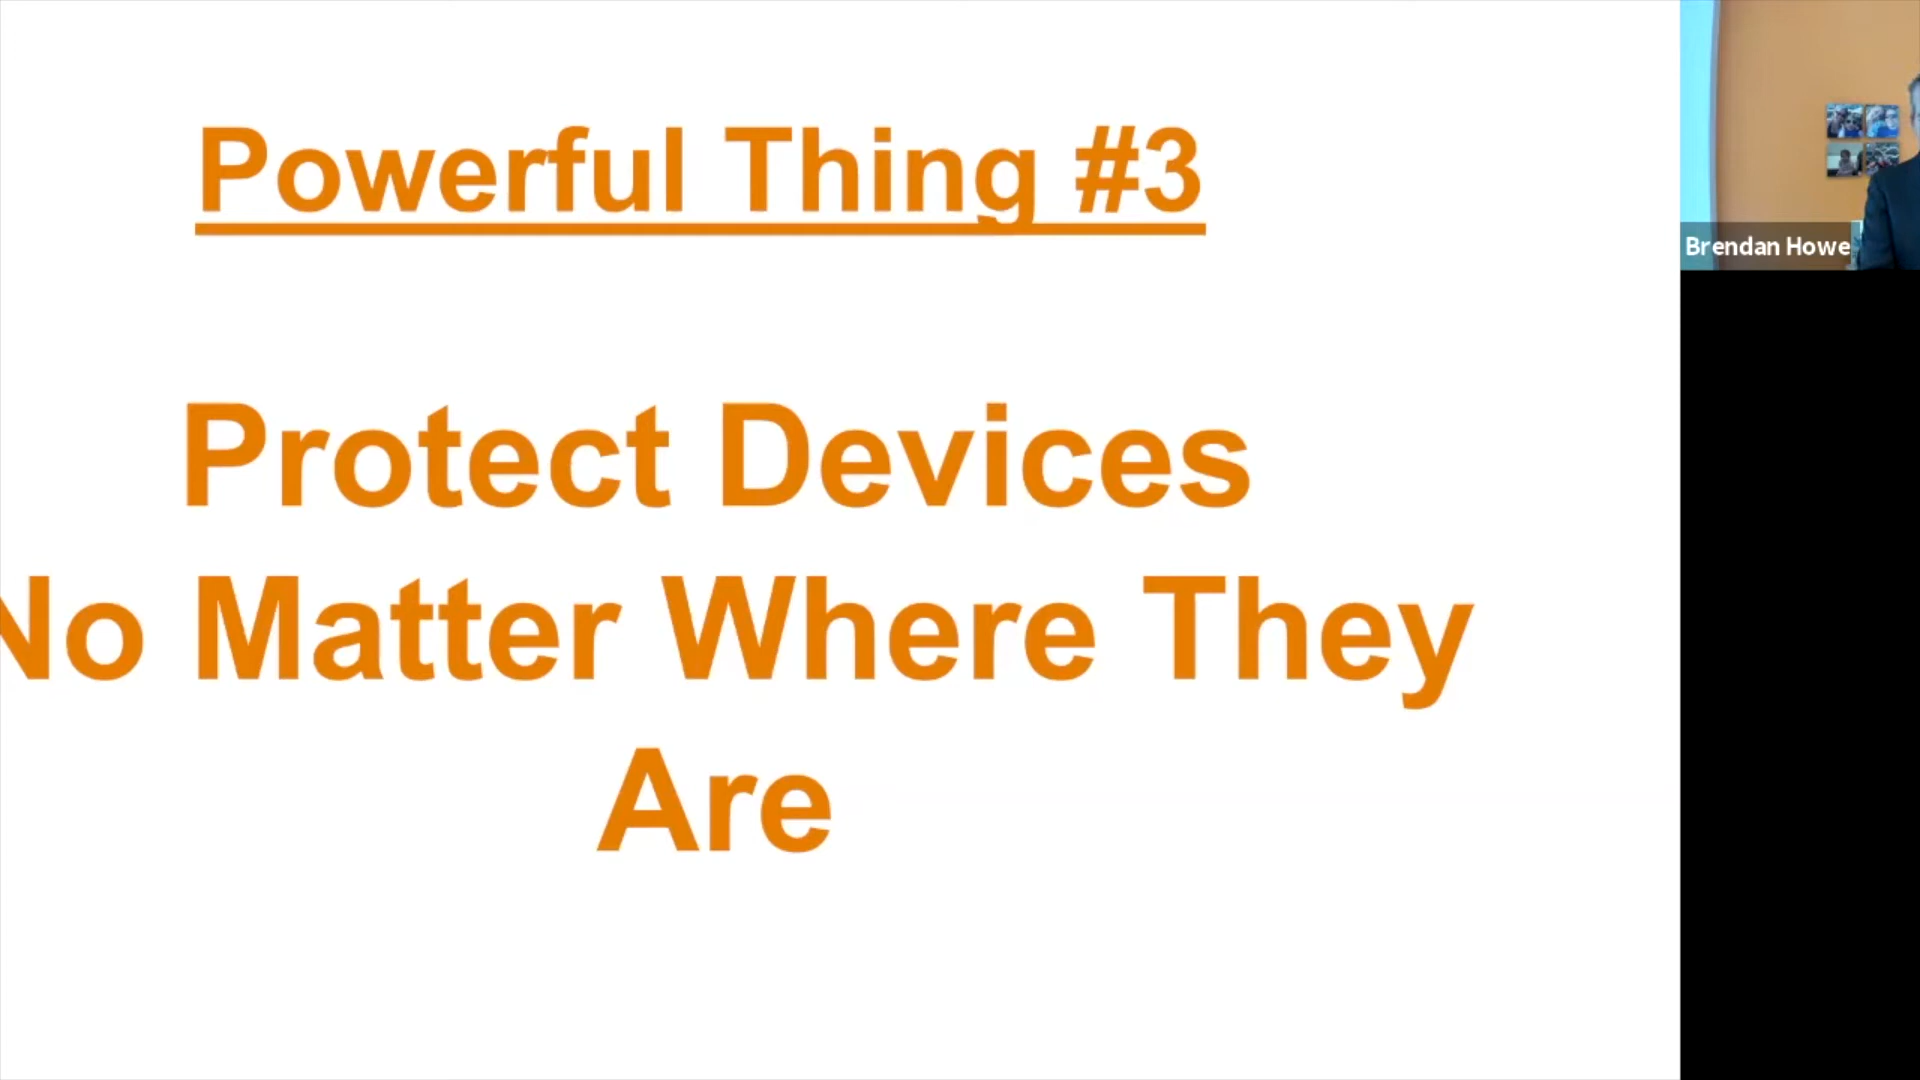 Powerful Thing #3
Protect Devices
No Matter Where They
Are
Brendan Howe